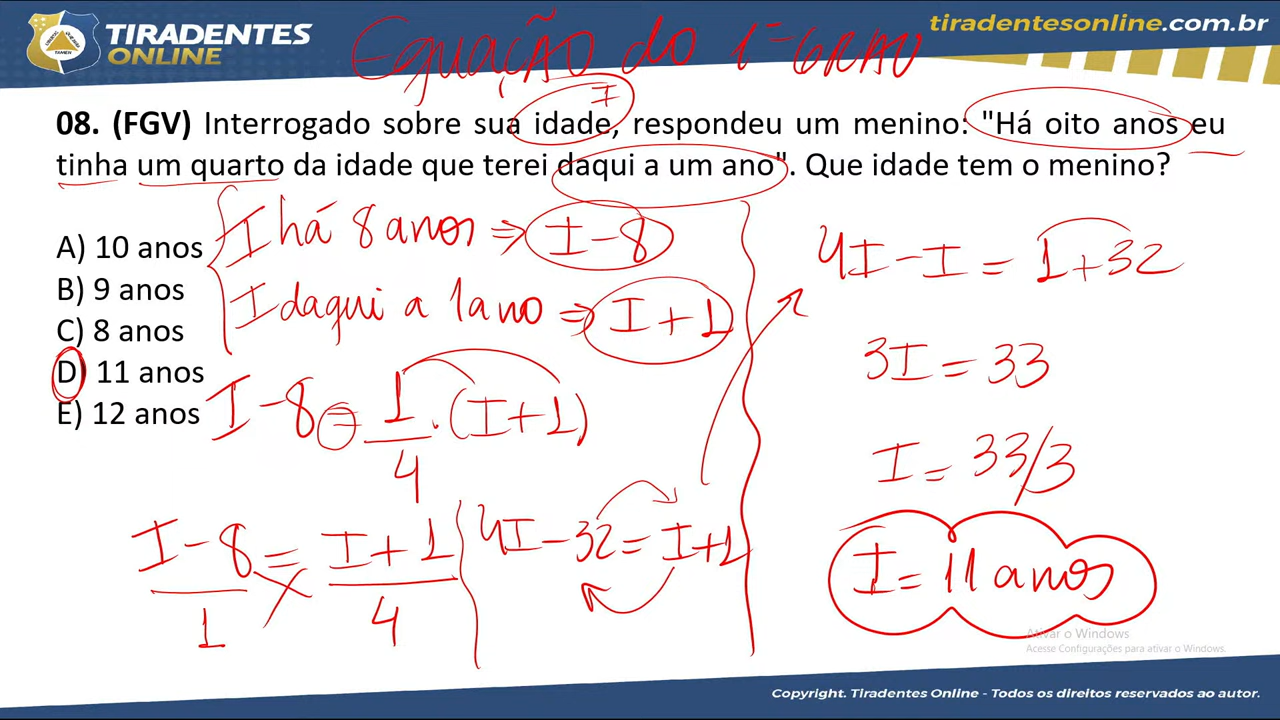 TIRADENTES
ONLINE
tiradentesonline.com.br
Equação do 1º GRAU
I
08. (FGV) Interrogado sobre sua idade, respondeu um menino: "Há oito anos eu
tinha um quarto da idade que terei daqui a um ano". Que idade tem o menino?
A) 10 anos
B) 9 anos
C) 8 anos
D) 11 anos
E) 12 anos
I há 8 anos ⇒ I - 8
I daqui a 1 ano ⇒ I + 1
I - 8 = 1/4 . (I + 1)
I - 8 / 1 = I + 1 / 4
4I - 32 = I + 1
4I - I = 1 + 32
3I = 33
I = 33/3
I = 11 anos
Ativar o Windows
Acesse Configurações para ativar o Windows.
Copyright. Tiradentes Online - Todos os direitos reservados ao autor.